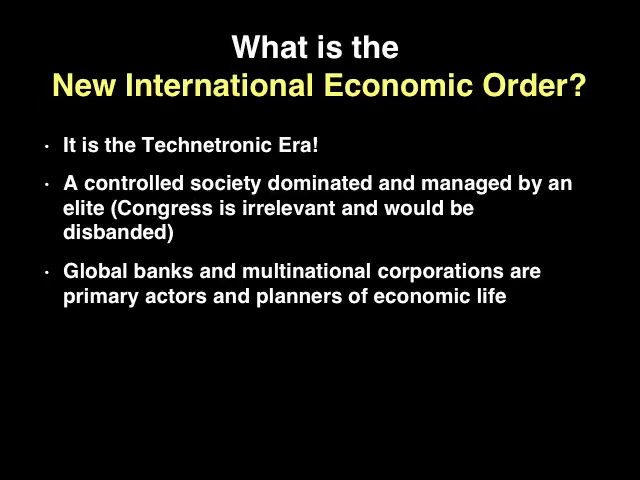 What is the
New International Economic Order?
· It is the Technetronic Era!
· A controlled society dominated and managed by an
elite (Congress is irrelevant and would be
disbanded)
· Global banks and multinational corporations are
primary actors and planners of economic life